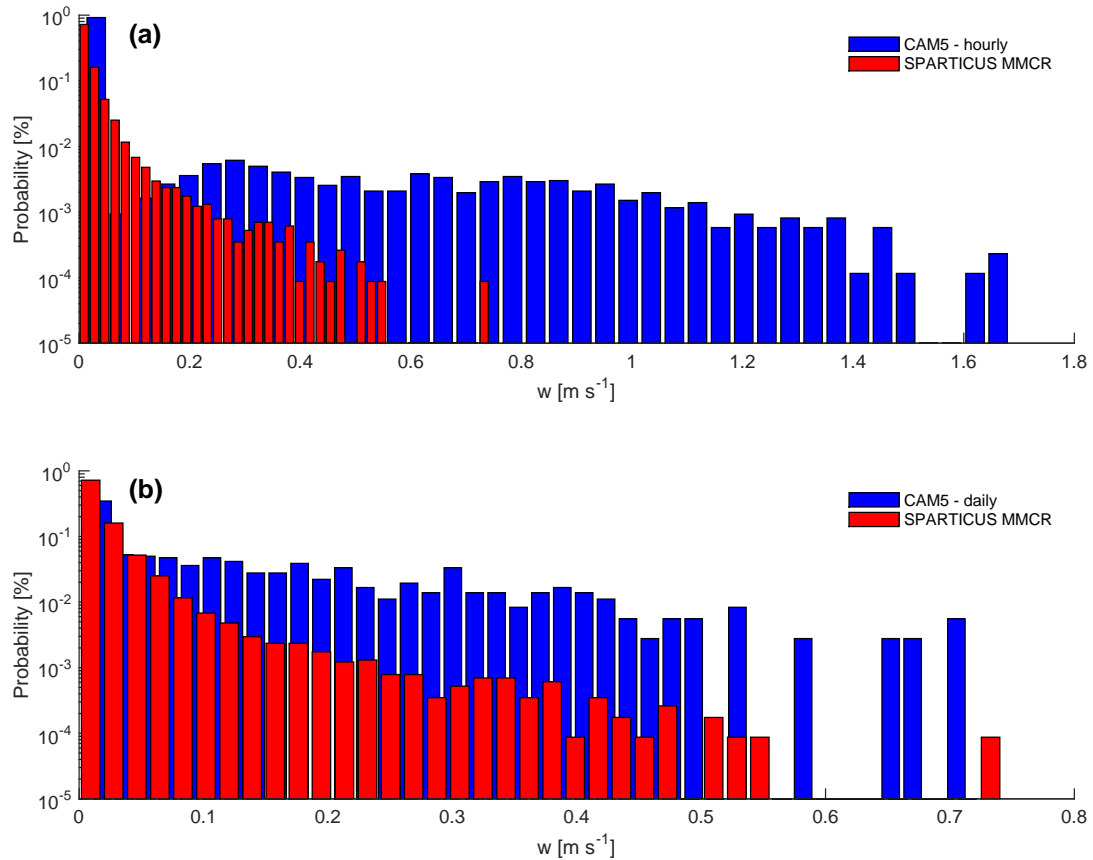 (a)
CAM5 - hourly
SPARTICUS MMCR
Probability [%]
10^0
10^-1
10^-2
10^-3
10^-4
10^-5
0 0.2 0.4 0.6 0.8 1 1.2 1.4 1.6 1.8
w [m s^-1]
(b)
CAM5 - daily
SPARTICUS MMCR
Probability [%]
10^0
10^-1
10^-2
10^-3
10^-4
10^-5
0 0.1 0.2 0.3 0.4 0.5 0.6 0.7 0.8
w [m s^-1]